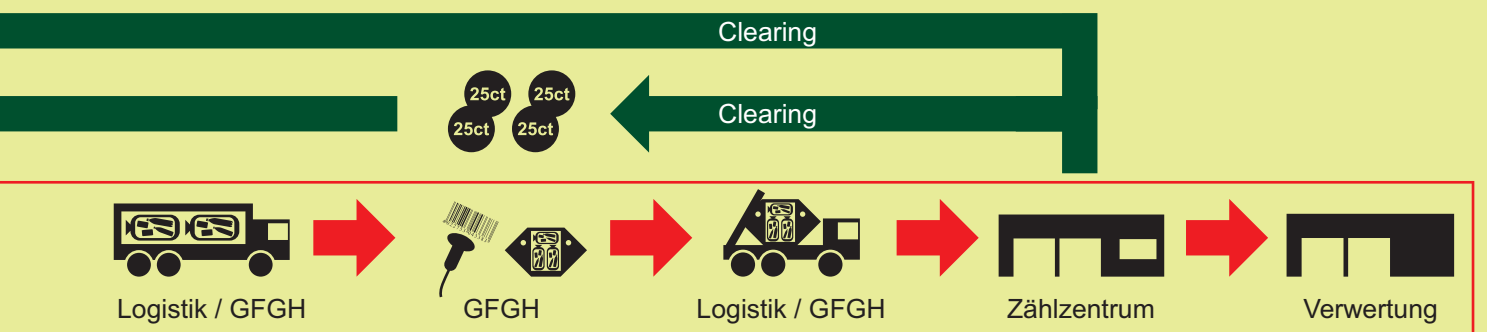 Clearing
25ct 25ct
Clearing
25ct 25ct
Logistik / GFGH GFGH Logistik / GFGH Zählzentrum Verwertung